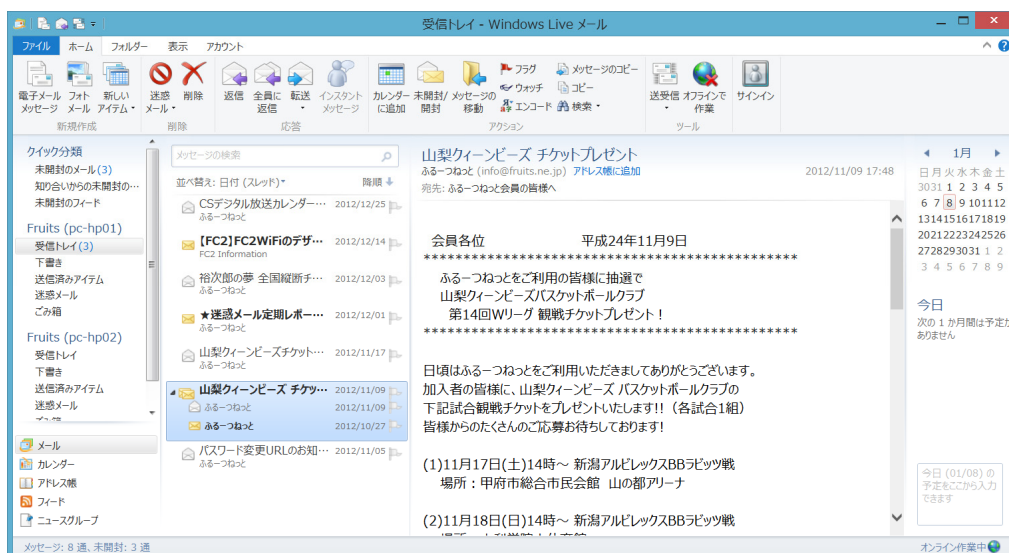 受信トレイ - Windows Live メール
ファイル ホーム フォルダー 表示 アカウント
電子メール メッセージ
フォト メール
新しい アイテム
迷惑 メール
削除
返信
全員に 返信
転送
インスタント メッセージ
カレンダー に追加
未開封/ 開封
メッセージの 移動
フラグ
ウォッチ
エンコード
メッセージのコピー
コピー
検索
送受信
オフラインで 作業
サインイン
新規作成 削除 応答 アクション ツール
クイック分類
未開封のメール (3)
知り合いからの未開封の…
未開封のフィード
Fruits (pc-hp01)
受信トレイ (3)
下書き
送信済みアイテム
迷惑メール
ごみ箱
Fruits (pc-hp02)
受信トレイ
下書き
送信済みアイテム
迷惑メール
メール
カレンダー
アドレス帳
フィード
ニュースグループ
メッセージの検索
並べ替え: 日付 (スレッド) 降順
CSデジタル放送カレンダー… 2012/12/25
ふるーつねっと
【FC2】FC2WiFiのデザ… 2012/12/14
FC2 Information
裕次郎の夢 全国縦断チ… 2012/12/03
ふるーつねっと
★迷惑メール定期レポー… 2012/12/01
ふるーつねっと
山梨クィーンビーズチケット… 2012/11/17
ふるーつねっと
山梨クィーンビーズ チケッ… 2012/11/09
ふるーつねっと 2012/11/09
ふるーつねっと 2012/10/27
パスワード変更URLのお知… 2012/11/05
ふるーつねっと
山梨クィーンビーズ チケットプレゼント
ふるーつねっと (info@fruits.ne.jp) アドレス帳に追加 2012/11/09 17:48
宛先: ふるーつねっと会員の皆様へ
会員各位 平成24年11月9日
**************************************************
ふるーつねっとをご利用の皆様に抽選で
山梨クィーンビーズバスケットボールクラブ
第14回Wリーグ 観戦チケットプレゼント！
**************************************************
日頃はふるーつねっとをご利用いただきましてありがとうございます。
加入者の皆様に、山梨クィーンビーズ バスケットボールクラブの
下記試合観戦チケットをプレゼントいたします!!（各試合1組）
皆様からのたくさんのご応募お待ちしております!
(1)11月17日(土)14時～ 新潟アルビレックスBBラビッツ戦
場所：甲府市総合市民会館 山の都アリーナ
(2)11月18日(日)14時～ 新潟アルビレックスBBラビッツ戦
1月
日 月 火 水 木 金 土
30 31 1 2 3 4 5
6 7 8 9 10 11 12
13 14 15 16 17 18 19
20 21 22 23 24 25 26
27 28 29 30 31 1 2
3 4 5 6 7 8 9
今日
次の 1 か月間は予定が
ありません
今日 (01/08) の
予定をここから入力
できます
メッセージ: 8 通、未開封: 3 通
オンライン作業中